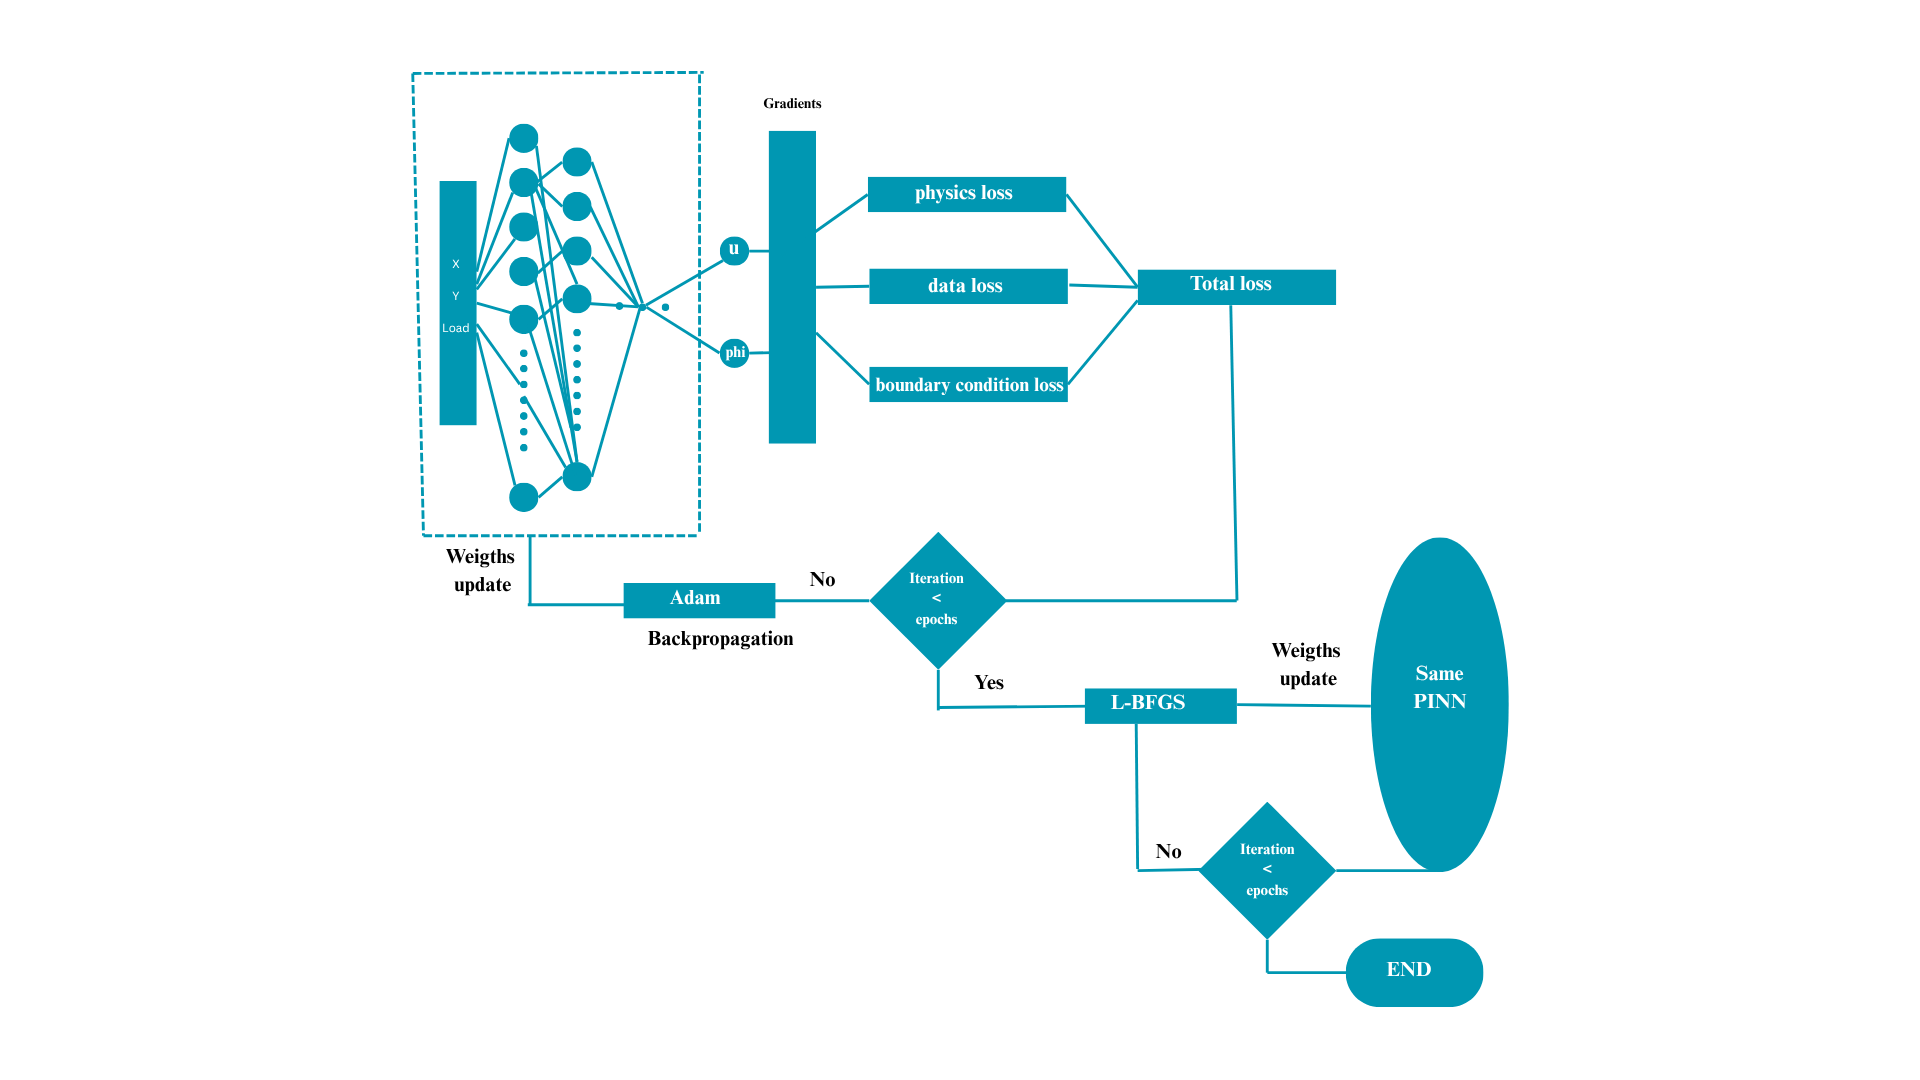 Gradients
X
Y
Load
u
phi
physics loss
data loss
boundary condition loss
Total loss
Weigths
update
Adam
Backpropagation
No
Iteration
<
epochs
Yes
L-BFGS
Weigths
update
Same
PINN
No
Iteration
<
epochs
END